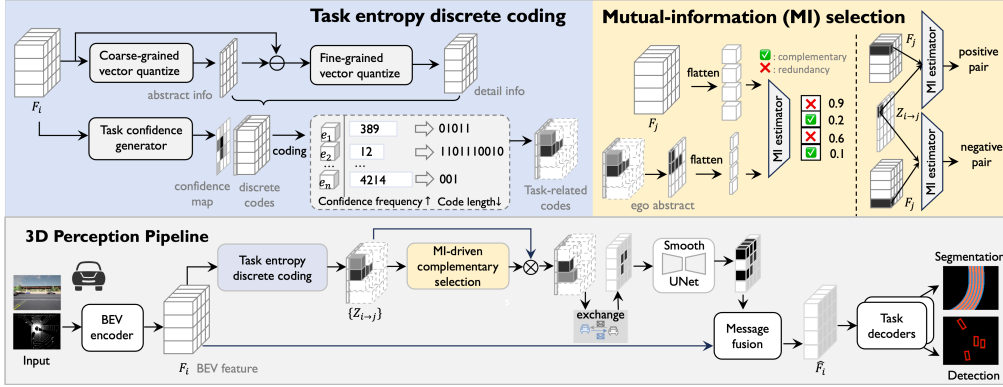 Task entropy discrete coding
Coarse-grained
vector quantize
Fine-grained
vector quantize
F_i
abstract info
detail info
Task confidence
generator
coding
confidence
map
discrete
codes
e_1 389 01011
e_2 12 1101110010
...
...
e_n 4214 001
Confidence frequency ↑ Code length↓
Task-related
codes
Mutual-information (MI) selection
F_j
flatten
: complementary
: redundancy
MI estimator
0.9
0.2
0.6
0.1
flatten
ego abstract
F_j
MI estimator
positive
pair
Z_{i→j}
MI estimator
negative
pair
F_j
3D Perception Pipeline
Input
BEV
encoder
F_i BEV feature
Task entropy
discrete coding
{Z_{i→j}}
MI-driven
complementary
selection
exchange
Smooth
UNet
Message
fusion
F̂_i
Task
decoders
Segmentation
Detection